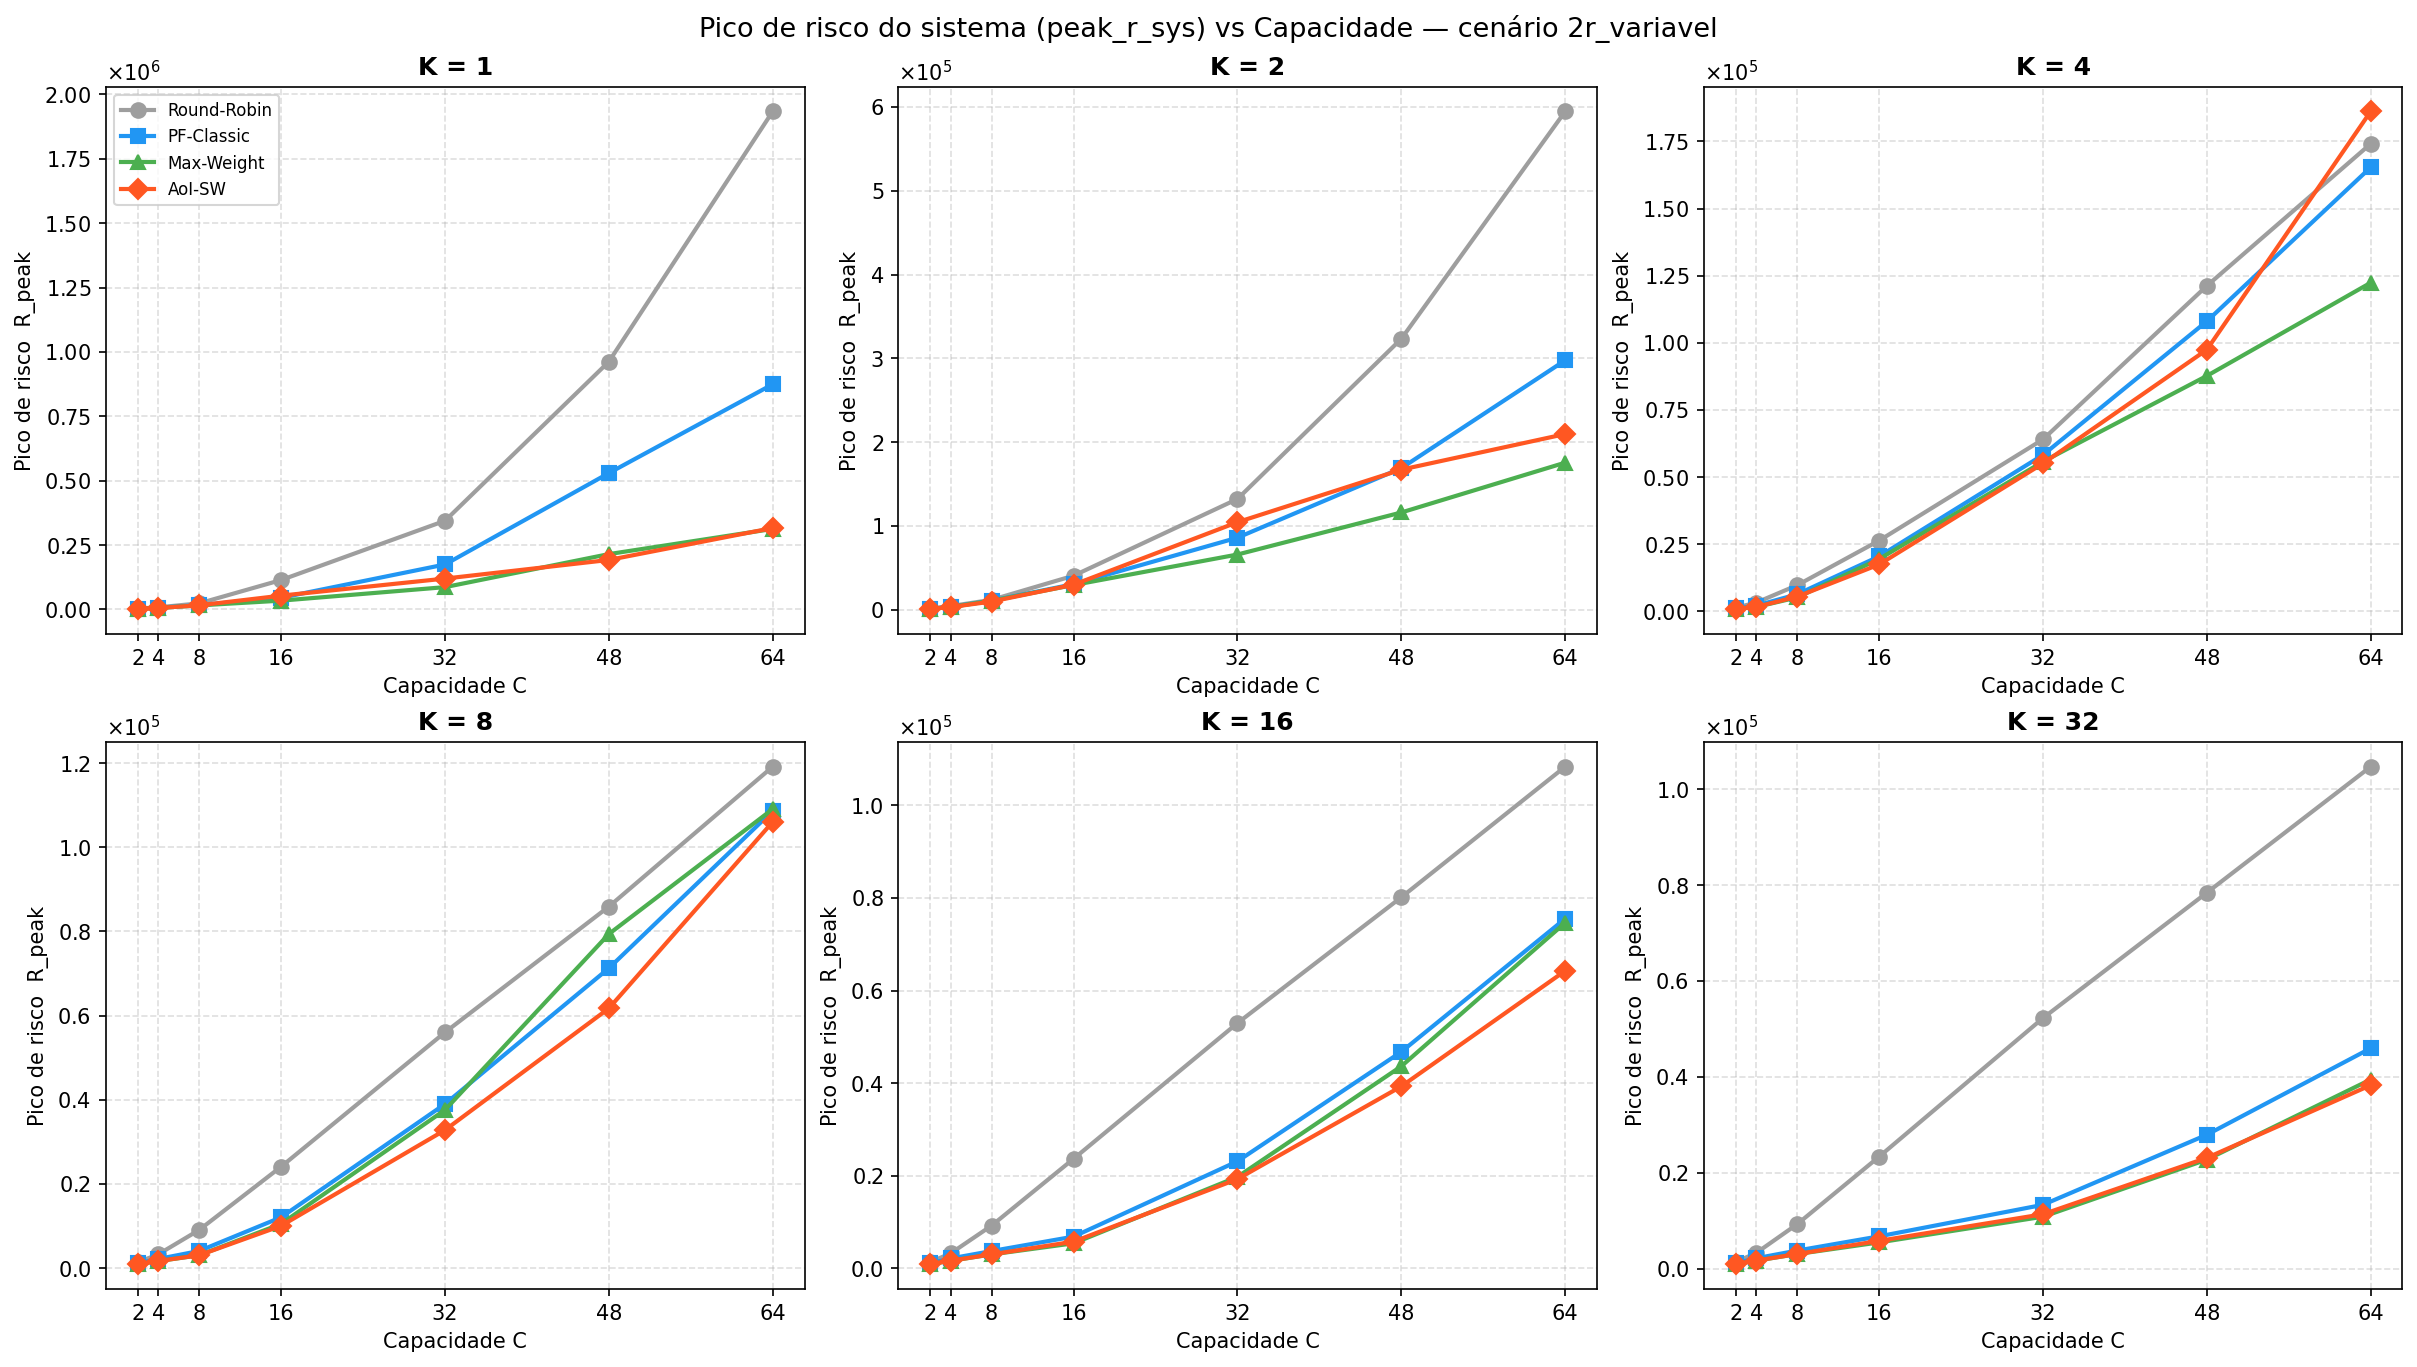 Pico de risco do sistema (peak_r_sys) vs Capacidade — cenário 2r_variavel
K = 1
×10⁶
2.00
1.75
1.50
1.25
1.00
0.75
0.50
0.25
0.00
Pico de risco R_peak
Round-Robin
PF-Classic
Max-Weight
AoI-SW
2 4 8 16 32 48 64
Capacidade C
K = 2
×10⁵
6
5
4
3
2
1
0
Pico de risco R_peak
2 4 8 16 32 48 64
Capacidade C
K = 4
×10⁵
1.75
1.50
1.25
1.00
0.75
0.50
0.25
0.00
Pico de risco R_peak
2 4 8 16 32 48 64
Capacidade C
K = 8
×10⁵
1.2
1.0
0.8
0.6
0.4
0.2
0.0
Pico de risco R_peak
2 4 8 16 32 48 64
Capacidade C
K = 16
×10⁵
1.0
0.8
0.6
0.4
0.2
0.0
Pico de risco R_peak
2 4 8 16 32 48 64
Capacidade C
K = 32
×10⁵
1.0
0.8
0.6
0.4
0.2
0.0
Pico de risco R_peak
2 4 8 16 32 48 64
Capacidade C